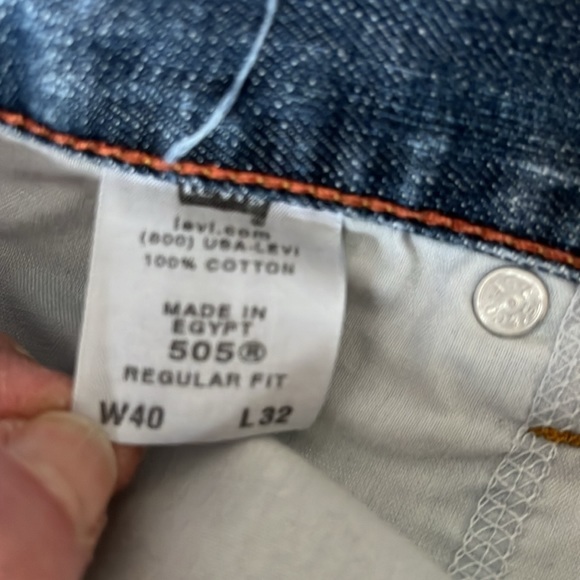 levi.com
(800) USA-LEVI
100% COTTON
MADE IN
EGYPT
505®
REGULAR FIT
W40 L32